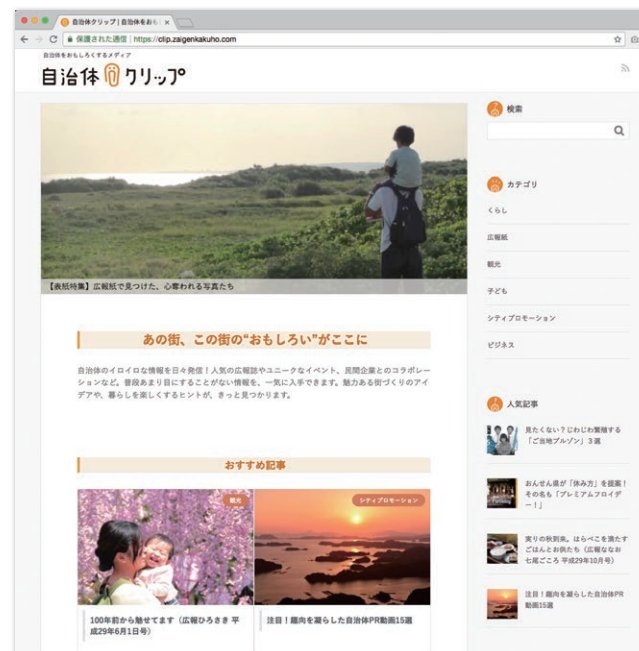 自治体クリップ | 自治体をおも
保護された通信 | https://clip.zaigenkakuho.com
自治体をおもしろくするメディア
自治体クリップ
【表紙特集】広報紙で見つけた、心奪われる写真たち
あの街、この街の“おもしろい”がここに
自治体のイロイロな情報を日々発信！人気の広報誌やユニークなイベント、民間企業とのコラボレー
ションなど。普段あまり目にすることがない情報を、一気に入手できます。魅力ある街づくりのアイ
デアや、暮らしを楽しくするヒントが、きっと見つかります。
おすすめ記事
観光
100年前から魅せてます（広報ひろさき 平
成29年6月1日号）
シティプロモーション
注目！趣向を凝らした自治体PR動画15選
検索
カテゴリ
くらし
広報紙
観光
子ども
シティプロモーション
ビジネス
人気記事
見たくない？じわじわ繁殖する
「ご当地ブルゾン」３選
おんせん県が「休み方」を提案！
その名も「プレミアムフロイデ
ー！」
実りの秋到来。はらぺこを満たす
ごはんとお供たち（広報ななお
七尾ごころ 平成29年10月号）
注目！趣向を凝らした自治体PR
動画15選